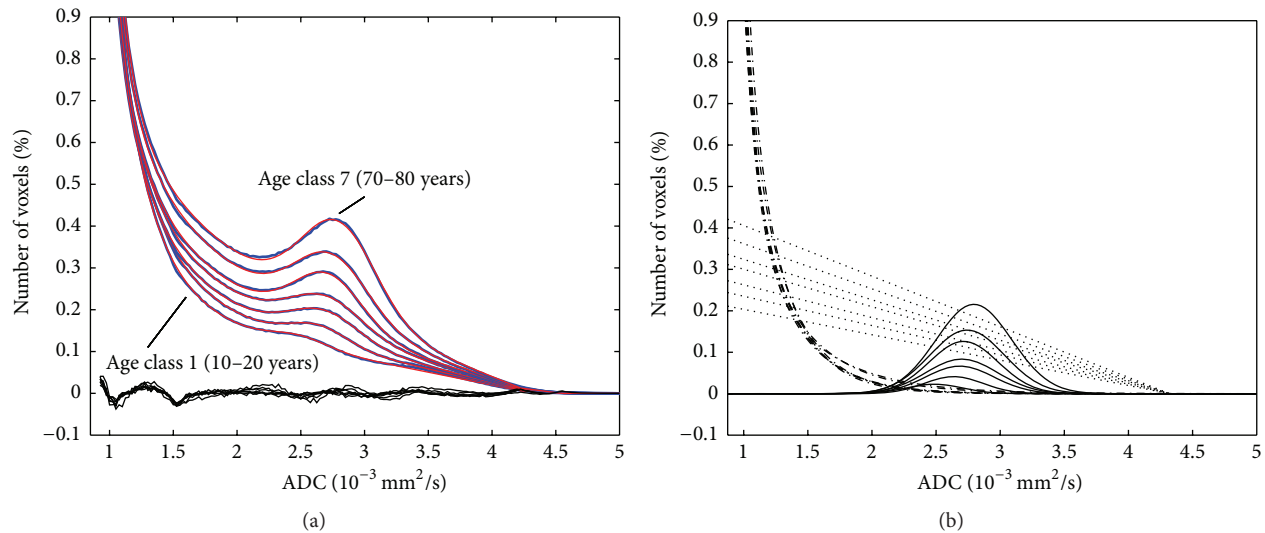 0.9
0.8
0.7
0.6
0.5
0.4
0.3
0.2
0.1
0
−0.1
Number of voxels (%)
Age class 7 (70–80 years)
Age class 1 (10–20 years)
1 1.5 2 2.5 3 3.5 4 4.5 5
ADC (10⁻³ mm²/s)
(a)
0.9
0.8
0.7
0.6
0.5
0.4
0.3
0.2
0.1
0
−0.1
Number of voxels (%)
1 1.5 2 2.5 3 3.5 4 4.5 5
ADC (10⁻³ mm²/s)
(b)